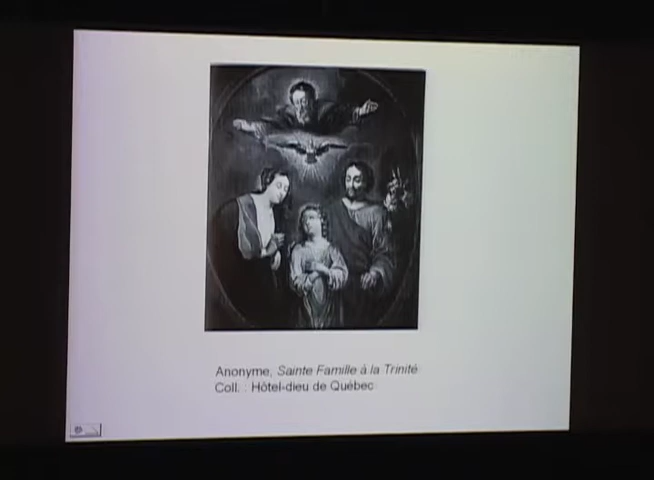 Anonyme, Sainte Famille à la Trinité
Coll. : Hôtel-dieu de Québec